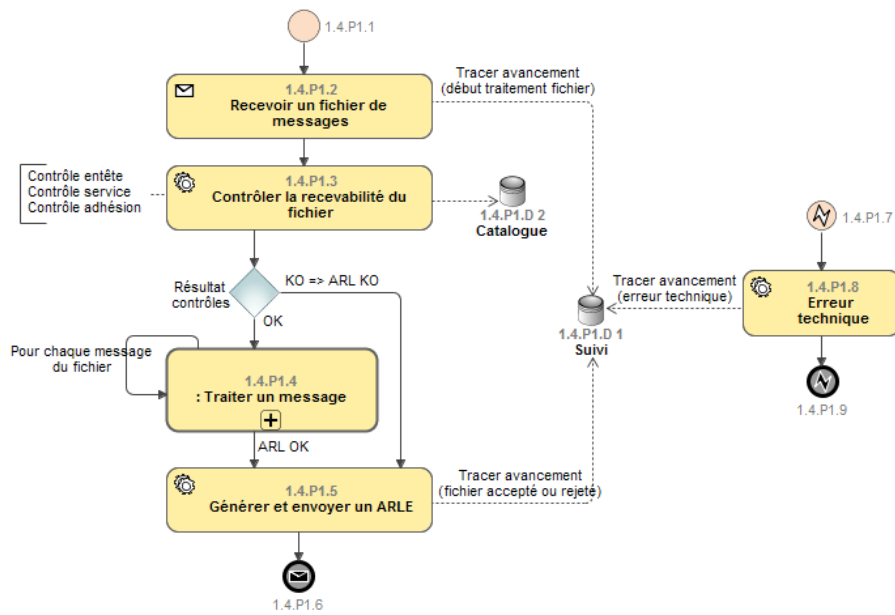 1.4.P1.1
1.4.P1.2
Recevoir un fichier de
messages
Tracer avancement
(début traitement fichier)
Contrôle entête
Contrôle service
Contrôle adhésion
1.4.P1.3
Contrôler la recevabilité du
fichier
1.4.P1.D 2
Catalogue
1.4.P1.7
Résultat
contrôles
KO => ARL KO
OK
Tracer avancement
(erreur technique)
1.4.P1.8
Erreur
technique
1.4.P1.D 1
Suivi
Pour chaque message
du fichier
1.4.P1.4
: Traiter un message
1.4.P1.9
ARL OK
1.4.P1.5
Générer et envoyer un ARLE
Tracer avancement
(fichier accepté ou rejeté)
1.4.P1.6